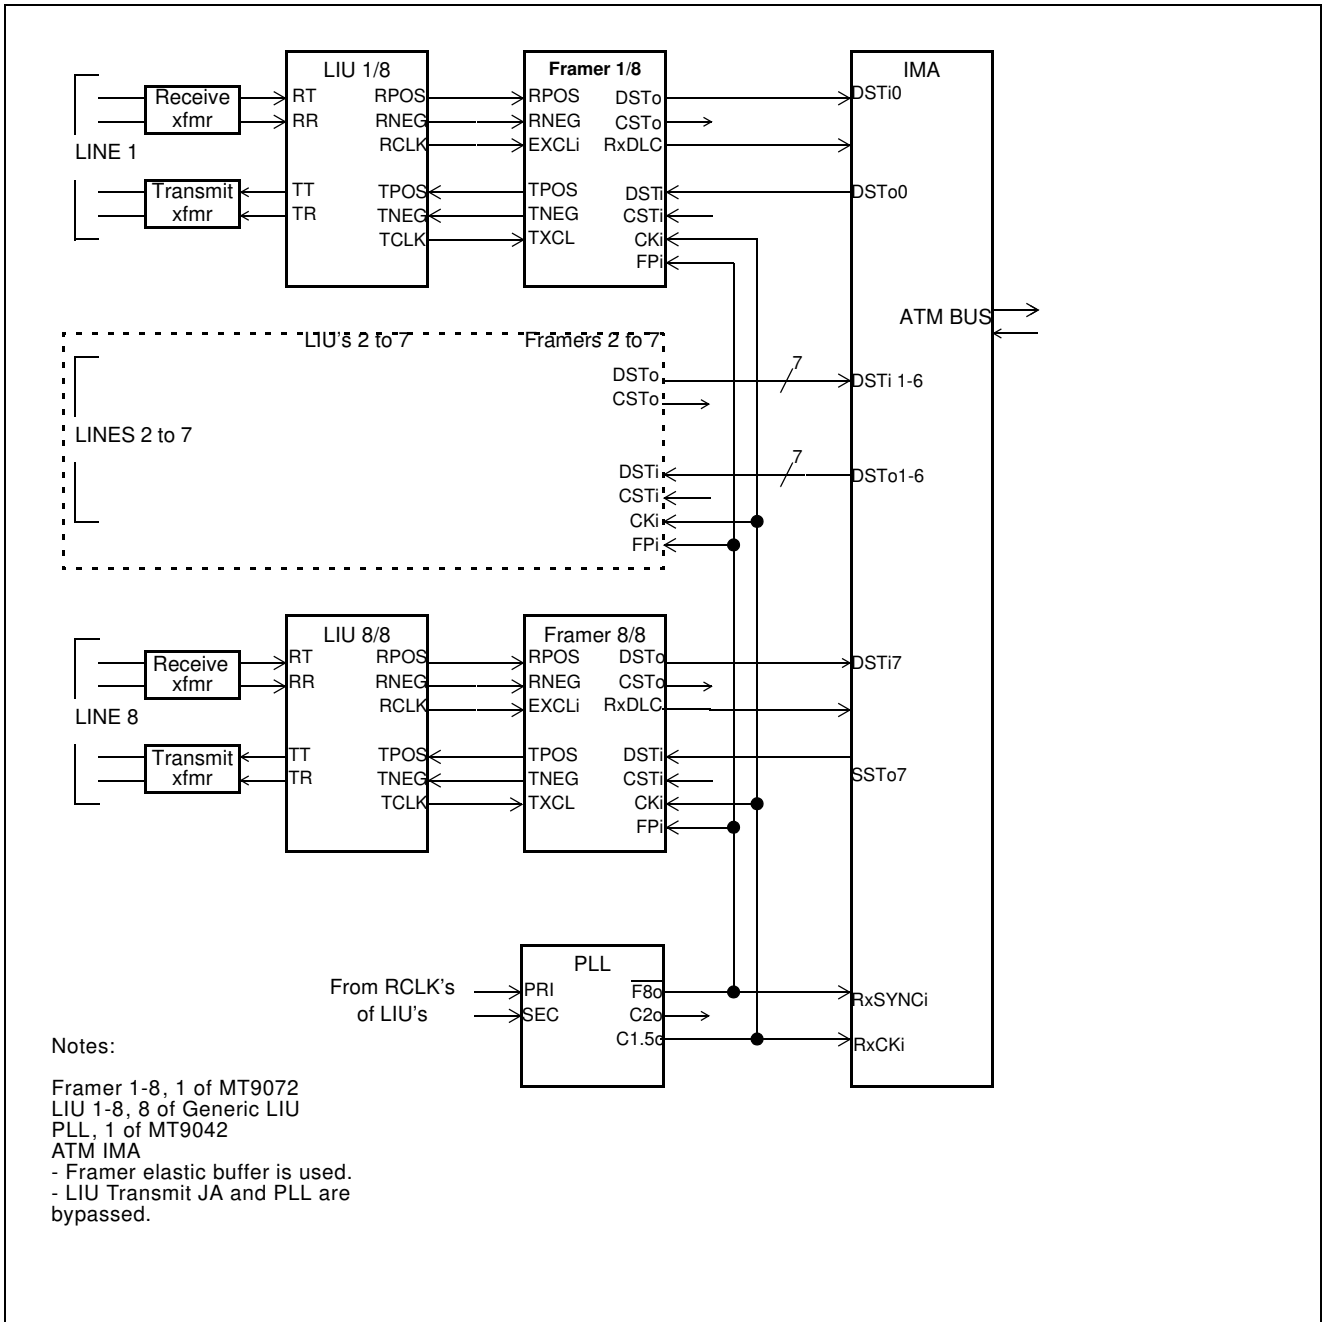 LIU 1/8
Framer 1/8
IMA
Receive
xfmr
RT
RR
RPOS
RNEG
RCLK
RPOS
RNEG
EXCLi
DSTo
CSTo
RxDLC
DSTi0
LINE 1
Transmit
xfmr
TT
TR
TPOS
TNEG
TCLK
TPOS
TNEG
TXCL
DSTi
CSTi
CKi
FPi
DSTo0
ATM BUS
LIU's 2 to 7
Framers 2 to 7
DSTo
CSTo
7
DSTi 1-6
LINES 2 to 7
DSTi
CSTi
CKi
FPi
7
DSTo1-6
LIU 8/8
Framer 8/8
Receive
xfmr
RT
RR
RPOS
RNEG
RCLK
RPOS
RNEG
EXCLi
DSTo
CSTo
RxDLC
DSTi7
LINE 8
Transmit
xfmr
TT
TR
TPOS
TNEG
TCLK
TPOS
TNEG
TXCL
DSTi
CSTi
CKi
FPi
SSTo7
PLL
From RCLK's
of LIU's
PRI
SEC
F8o
C2o
C1.5o
RxSYNCi
RxCKi
Notes:
Framer 1-8, 1 of MT9072
LIU 1-8, 8 of Generic LIU
PLL, 1 of MT9042
ATM IMA
- Framer elastic buffer is used.
- LIU Transmit JA and PLL are
bypassed.